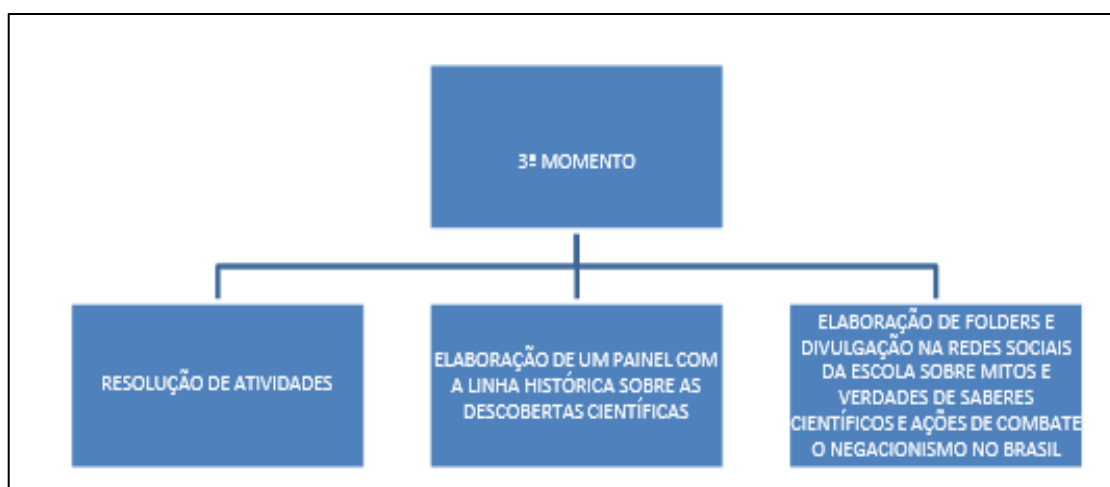 3º MOMENTO
RESOLUÇÃO DE ATIVIDADES
ELABORAÇÃO DE UM PAINEL COM
A LINHA HISTÓRICA SOBRE AS
DESCOBERTAS CIENTÍFICAS
ELABORAÇÃO DE FOLDERS E
DIVULGAÇÃO NA REDES SOCIAIS
DA ESCOLA SOBRE MITOS E
VERDADES DE SABERES
CIENTÍFICOS E AÇÕES DE COMBATE
O NEGACIONISMO NO BRASIL